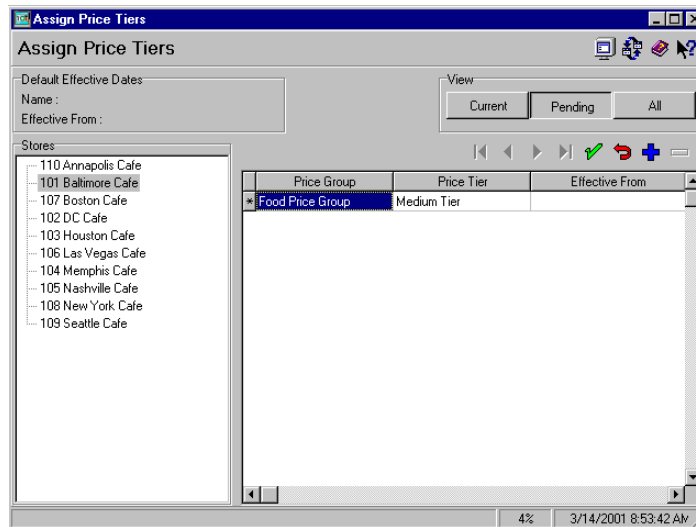 Assign Price Tiers
Assign Price Tiers
Default Effective Dates
Name :
Effective From :
View
Current Pending All
Stores
110 Annapolis Cafe
101 Baltimore Cafe
107 Boston Cafe
102 DC Cafe
103 Houston Cafe
106 Las Vegas Cafe
104 Memphis Cafe
105 Nashville Cafe
108 New York Cafe
109 Seattle Cafe
Price Group Price Tier Effective From
* Food Price Group Medium Tier
4% 3/14/2001 8:53:42 AM